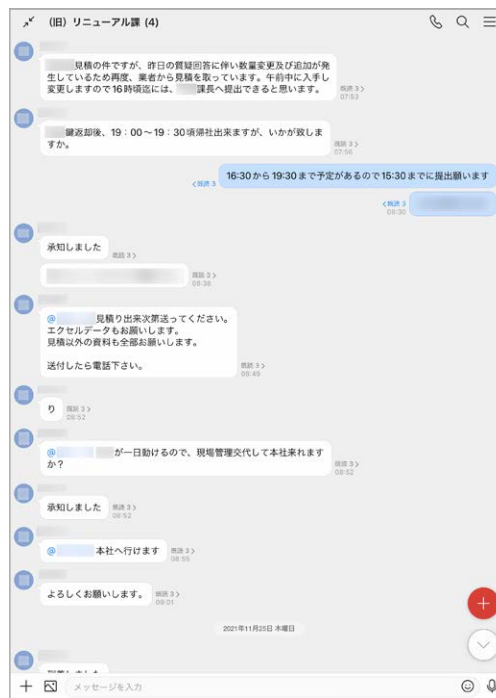 (旧) リニューアル課 (4)
見積の件ですが、昨日の質疑回答に伴い数量変更及び追加が
発生しているため再度、業者から見積を取っています。午前中に入手し
変更しますので16時頃迄には、 課長へ提出できると思います。
既読 3
07:53
鍵返却後、19:00〜19:30頃帰社出来ますが、いかが致しま
すか。
既読 3
07:56
16:30から19:30まで予定があるので15:30までに提出願います
既読 3
既読 3
08:30
承知しました
既読 3
既読 3
08:38
@ 見積り出来次第送ってください。
エクセルデータもお願いします。
見積以外の資料も全部お願いします。
送付したら電話下さい。
既読 3
08:49
り
既読 3
08:52
@ が一日動けるので、現場管理交代して本社来れます
か?
既読 3
08:52
承知しました
既読 3
08:52
@ 本社へ行けます
既読 3
08:55
よろしくお願いします。
既読 3
09:01
2021年11月25日 木曜日
メッセージを入力